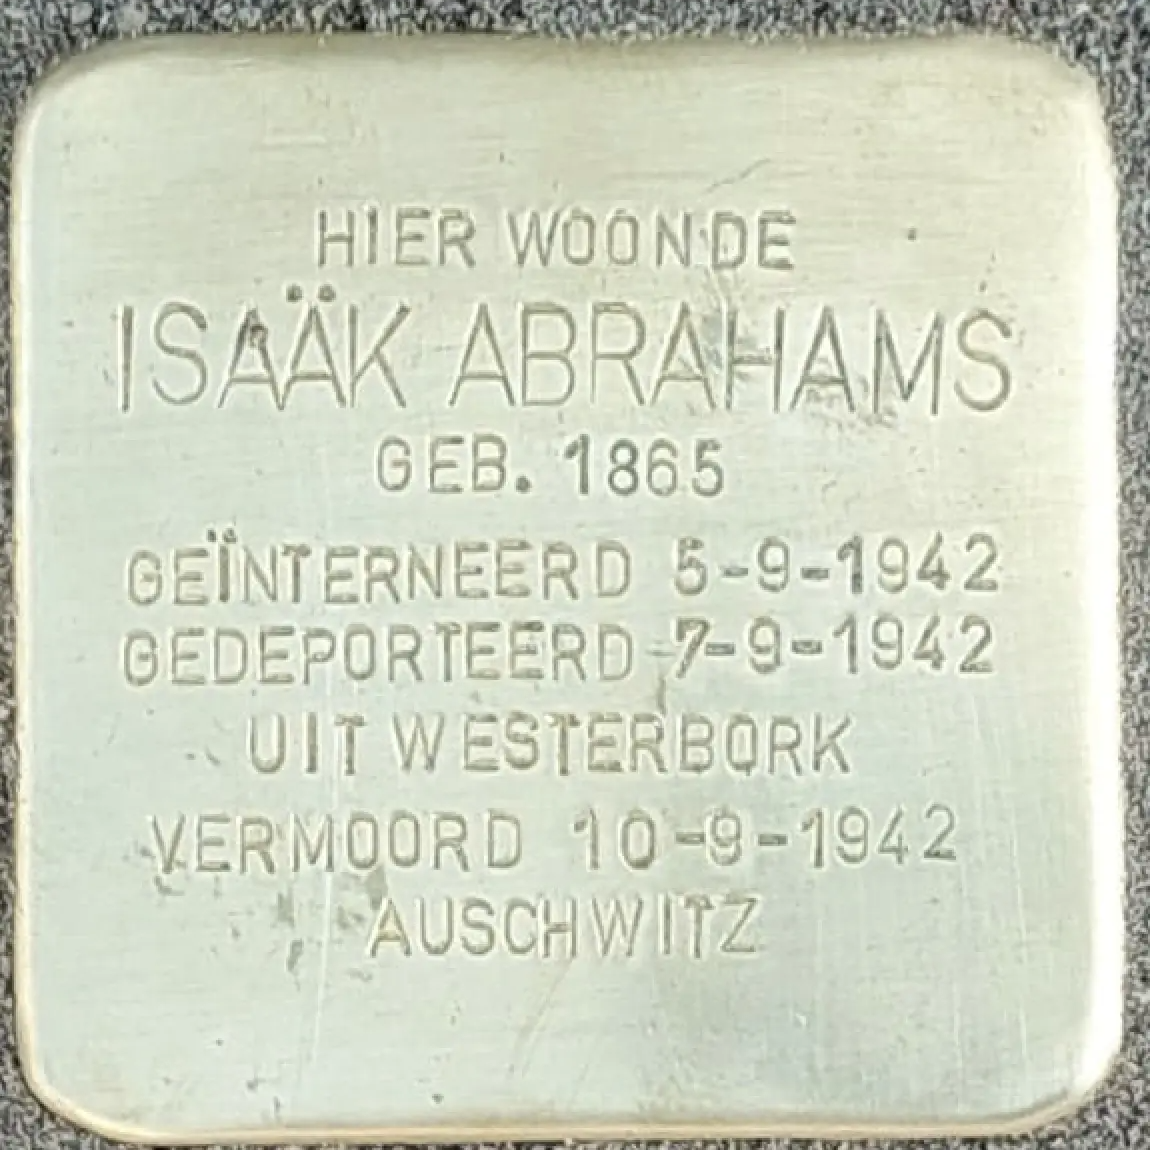 HIER WOONDE
ISAÄK ABRAHAMS
GEB. 1865
GEÏNTERNEERD 5-9-1942
GEDEPORTEERD 7-9-1942
UIT WESTERBORK
VERMOORD 10-9-1942
AUSCHWITZ